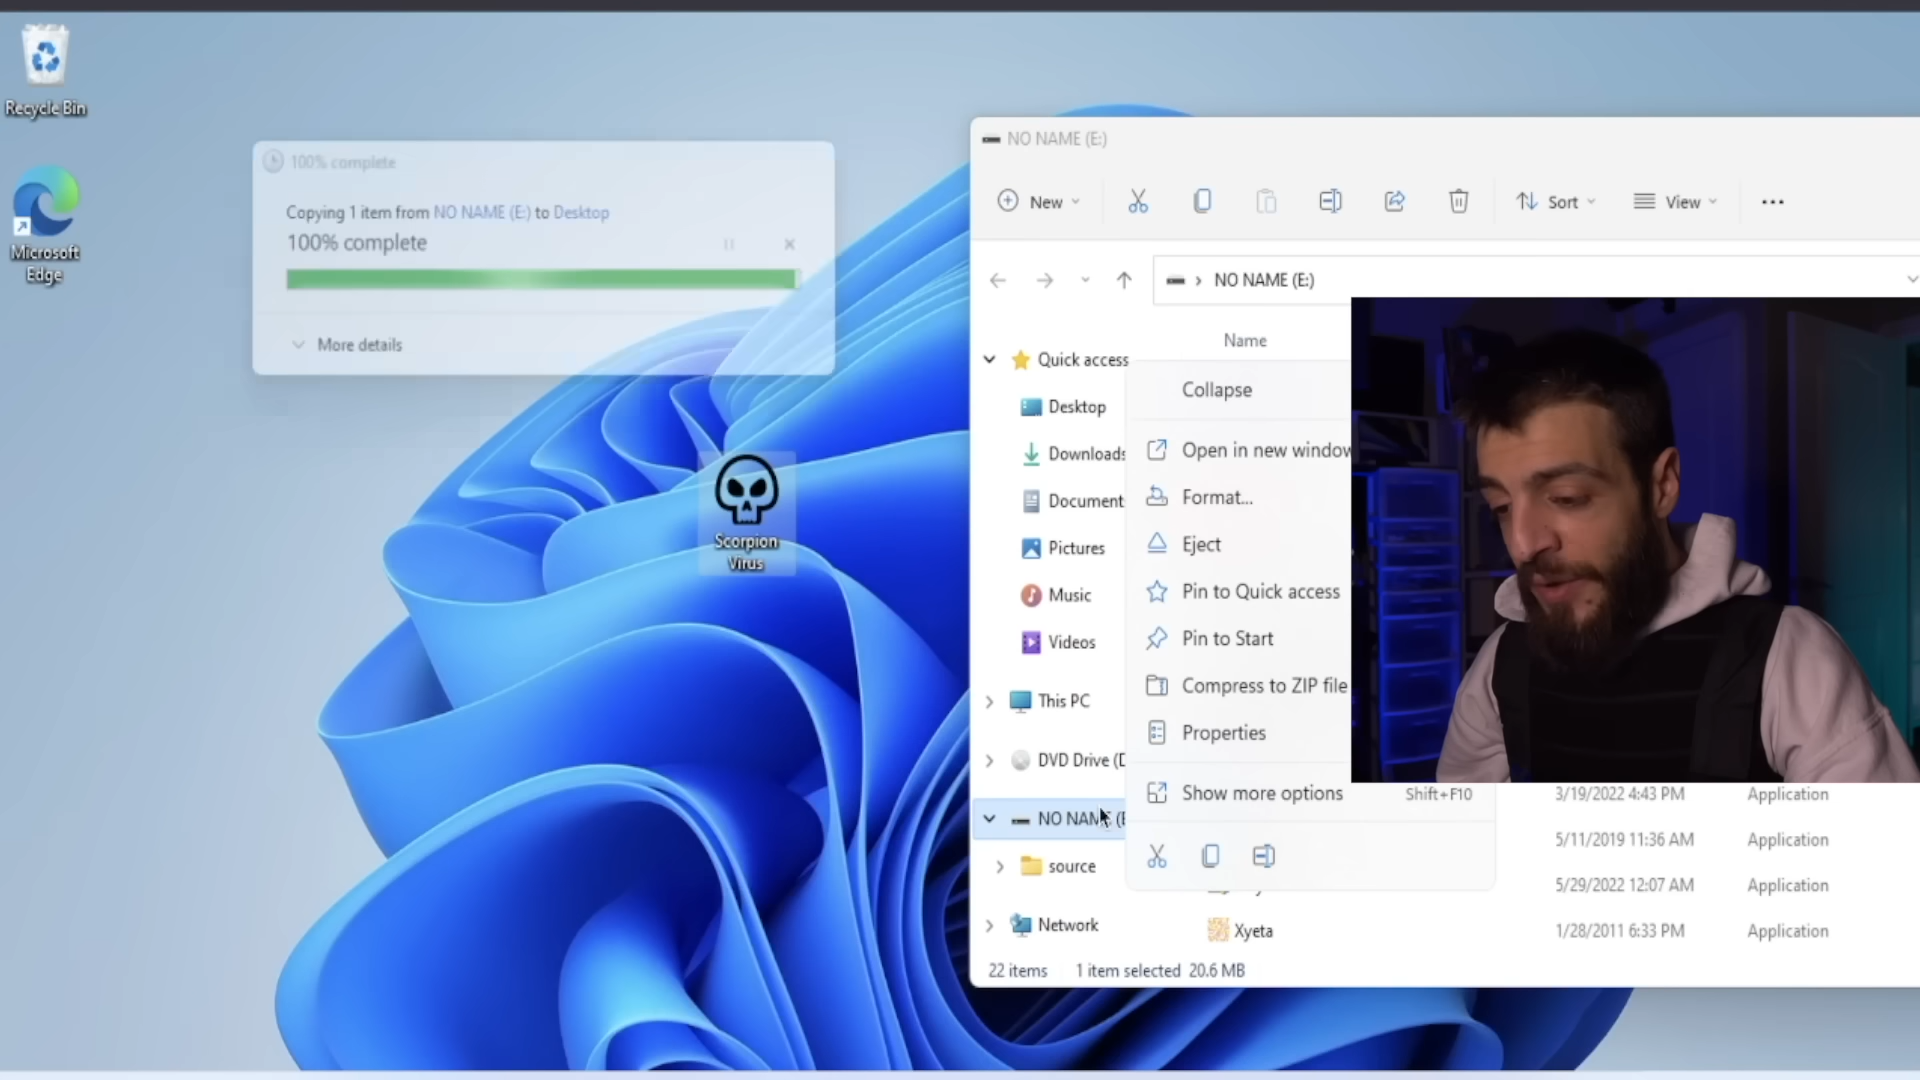 Recycle Bin
Microsoft
Edge
100% complete
Copying 1 item from NO NAME (E:) to Desktop
100% complete
More details
Scorpion
Virus
NO NAME (E:)
New
Sort
View
NO NAME (E:)
Name
Quick access
Desktop
Downloads
Document
Pictures
Music
Videos
This PC
DVD Drive (D
NO NAME (E
source
Network
Collapse
Open in new window
Format...
Eject
Pin to Quick access
Pin to Start
Compress to ZIP file
Properties
Show more options Shift+F10
3/19/2022 4:43 PM Application
5/11/2019 11:36 AM Application
5/29/2022 12:07 AM Application
Xyeta 1/28/2011 6:33 PM Application
22 items 1 item selected 20.6 MB